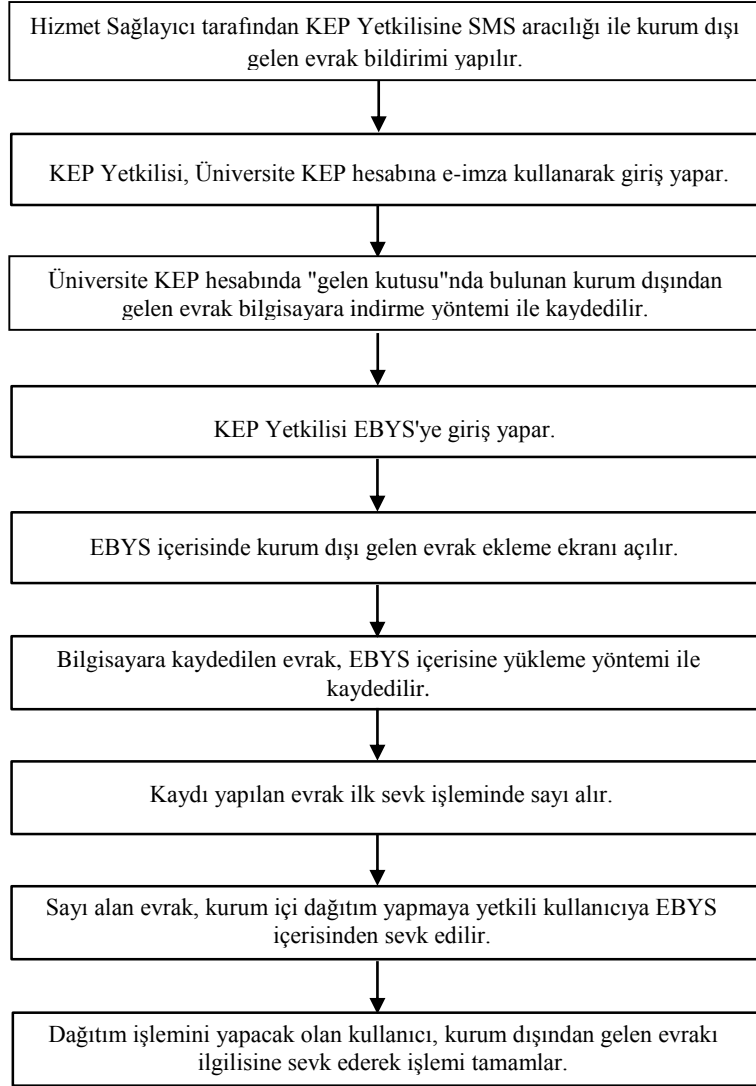 Hizmet Sağlayıcı tarafından KEP Yetkilisine SMS aracılığı ile kurum dışı
gelen evrak bildirimi yapılır.
KEP Yetkilisi, Üniversite KEP hesabına e-imza kullanarak giriş yapar.
Üniversite KEP hesabında "gelen kutusu"nda bulunan kurum dışından
gelen evrak bilgisayara indirme yöntemi ile kaydedilir.
KEP Yetkilisi EBYS'ye giriş yapar.
EBYS içerisinde kurum dışı gelen evrak ekleme ekranı açılır.
Bilgisayara kaydedilen evrak, EBYS içerisine yükleme yöntemi ile
kaydedilir.
Kaydı yapılan evrak ilk sevk işleminde sayı alır.
Sayı alan evrak, kurum içi dağıtım yapmaya yetkili kullanıcıya EBYS
içerisinden sevk edilir.
Dağıtım işlemini yapacak olan kullanıcı, kurum dışından gelen evrakı
ilgilisine sevk ederek işlemi tamamlar.